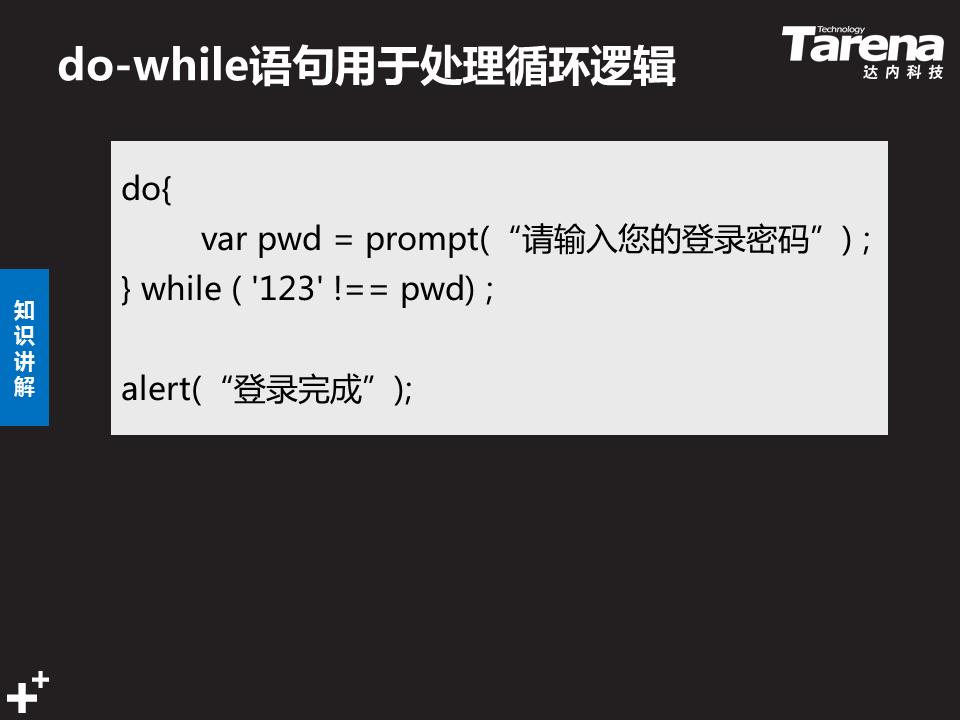 do-while语句用于处理循环逻辑
Technology
Tarena
达内科技
do{
var pwd = prompt(“请输入您的登录密码”) ;
} while ( '123' !== pwd) ;
alert(“登录完成”);
知
识
讲
解